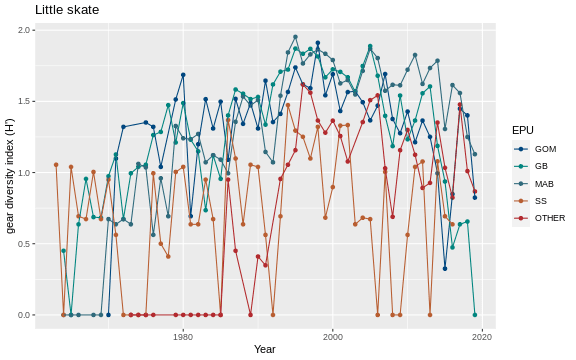 Little skate
gear diversity index (H')
2.0
1.5
1.0
0.5
0.0
1980
2000
2020
Year
EPU
GOM
GB
MAB
SS
OTHER